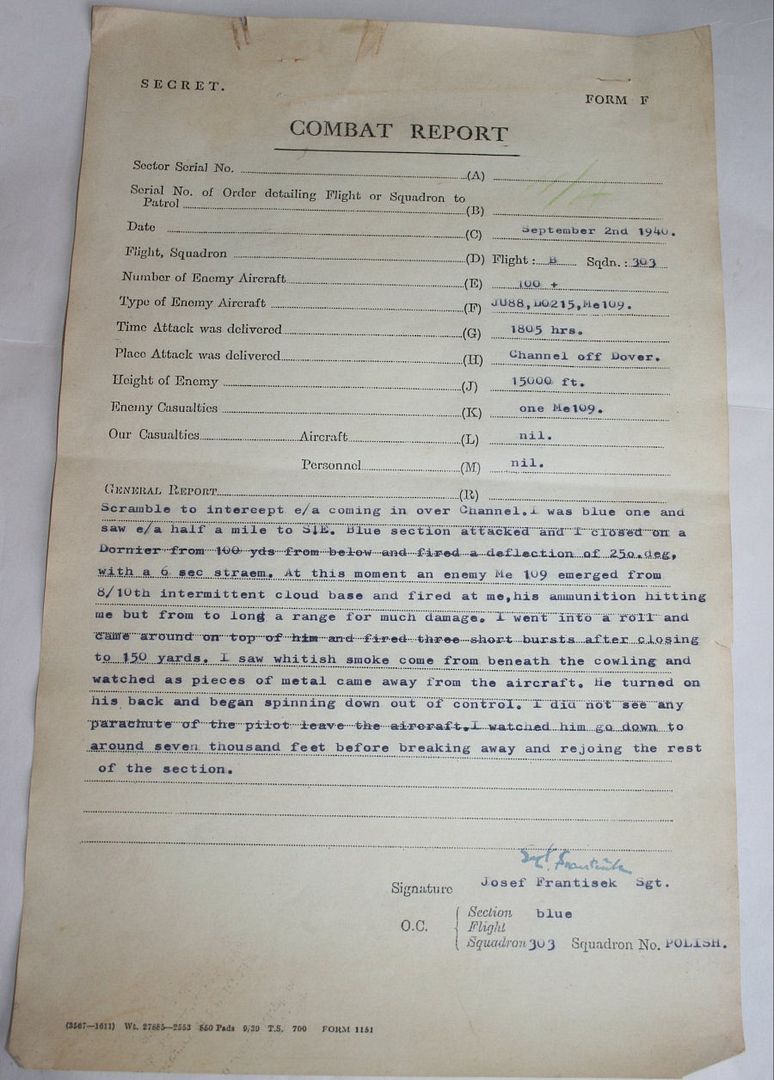 SECRET.
FORM F
COMBAT REPORT
Sector Serial No. (A)
Serial No. of Order detailing Flight or Squadron to
Patrol (B)
Date (C) September 2nd 1940.
Flight, Squadron (D) Flight : B Sqdn. : 303
Number of Enemy Aircraft (E) 100 +
Type of Enemy Aircraft (F) JU88,DO215,Me109.
Time Attack was delivered (G) 1805 hrs.
Place Attack was delivered (H) Channel off Dover.
Height of Enemy (J) 15000 ft.
Enemy Casualties (K) one Me109.
Our Casualties Aircraft (L) nil.
Personnel (M) nil.
GENERAL REPORT (R)
Scramble to intercept e/a coming in over Channel.I was blue one and
saw e/a half a mile to S/E. Blue section attacked and I closed on a
Dornier from 100 yds from below and fired a deflection of 25o.deg,
with a 6 sec straem. At this moment an enemy Me 109 emerged from
8/10th intermittent cloud base and fired at me,his ammunition hitting
me but from to long a range for much damage. I went into a roll and
came around on top of him and fired three short bursts after closing
to 150 yards. I saw whitish smoke come from beneath the cowling and
watched as pieces of metal came away from the aircraft. He turned on
his back and began spinning down out of control. I did not see any
parachute of the pilot leave the aircraft.I watched him go down to
around seven thousand feet before breaking away and rejoing the rest
of the section.
Sgt. Frantisek
Signature Josef Frantisek Sgt.
O.C. Section blue
Flight
Squadron 303 Squadron No. POLISH.
(3567—1611) Wt. 27885—2553 850 Pads 9/39 T.S. 700 FORM 1151